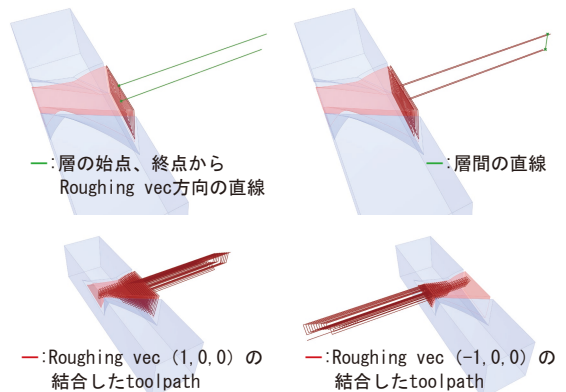 —:層の始点、終点から
Roughing vec方向の直線
—:層間の直線
—:Roughing vec (1,0,0) の
結合したtoolpath
—:Roughing vec (-1,0,0) の
結合したtoolpath